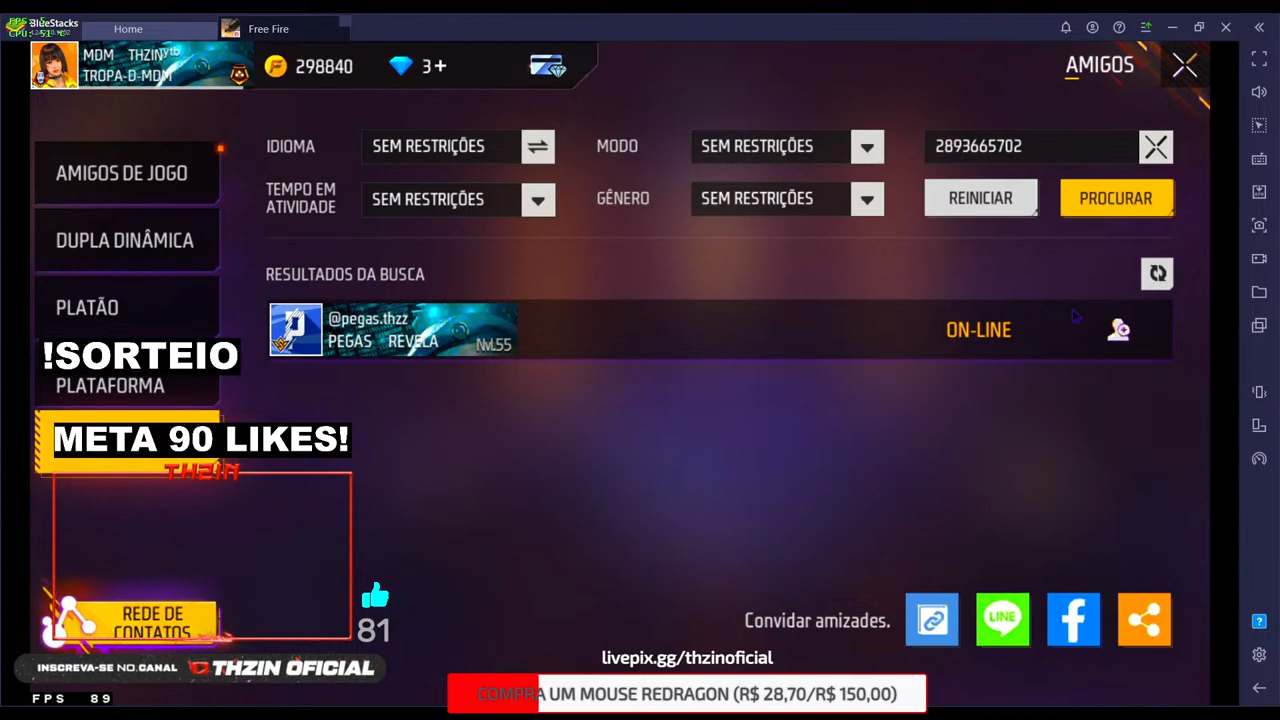 BlueStacks
Home
Free Fire
MDM THZINytb
TROPA-D-MDM
298840
3+
AMIGOS
AMIGOS DE JOGO
DUPLA DINÂMICA
PLATÃO
!SORTEIO
PLATAFORMA
META 90 LIKES!
THZIN
REDE DE
CONTATOS
IDIOMA
SEM RESTRIÇÕES
MODO
SEM RESTRIÇÕES
2893665702
TEMPO EM
ATIVIDADE
SEM RESTRIÇÕES
GÊNERO
SEM RESTRIÇÕES
REINICIAR
PROCURAR
RESULTADOS DA BUSCA
@pegas.thzz
PEGAS REVELA
Nvl.55
ON-LINE
81
Convidar amizades.
LINE
livepix.gg/thzinoficial
INSCREVA-SE NO CANAL
THZIN OFICIAL
COMPRA UM MOUSE REDRAGON (R$ 28,70/R$ 150,00)
FPS 89